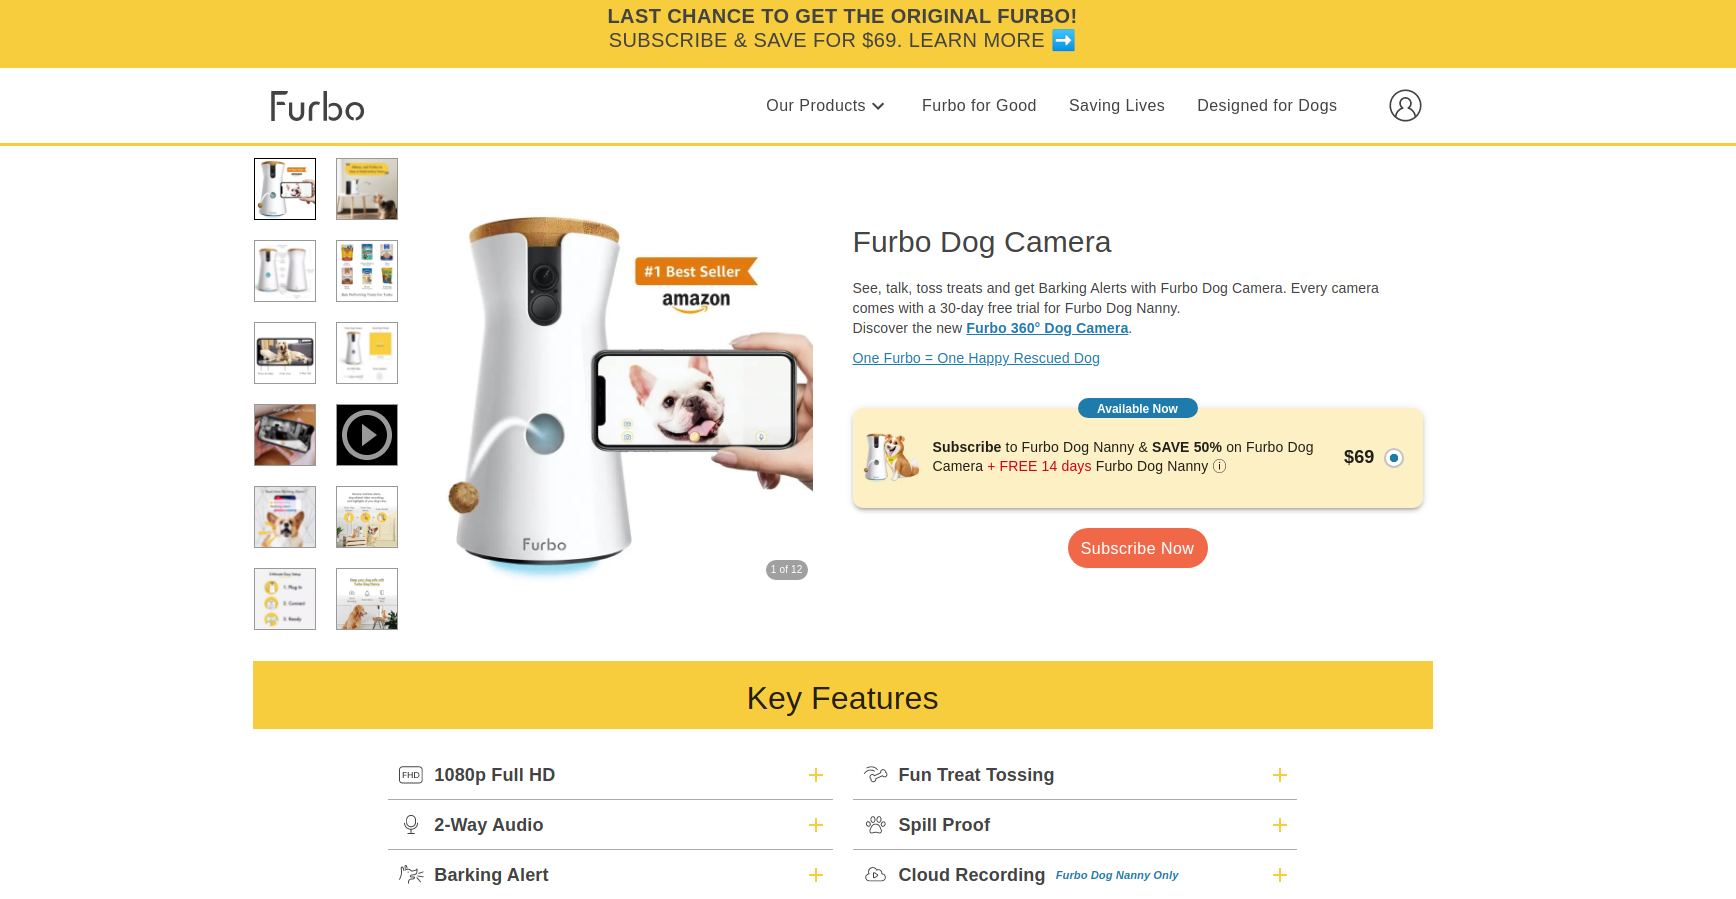 LAST CHANCE TO GET THE ORIGINAL FURBO!
SUBSCRIBE & SAVE FOR $69. LEARN MORE ➡️
Furbo
Our Products
Furbo for Good
Saving Lives
Designed for Dogs
#1 Best Seller
amazon
Furbo
1 of 12
Furbo Dog Camera
See, talk, toss treats and get Barking Alerts with Furbo Dog Camera. Every camera
comes with a 30-day free trial for Furbo Dog Nanny.
Discover the new Furbo 360° Dog Camera.
One Furbo = One Happy Rescued Dog
Available Now
Subscribe to Furbo Dog Nanny & SAVE 50% on Furbo Dog
Camera + FREE 14 days Furbo Dog Nanny ⓘ
$69
Subscribe Now
Key Features
FHD 1080p Full HD
Fun Treat Tossing
2-Way Audio
Spill Proof
Barking Alert
Cloud Recording Furbo Dog Nanny Only